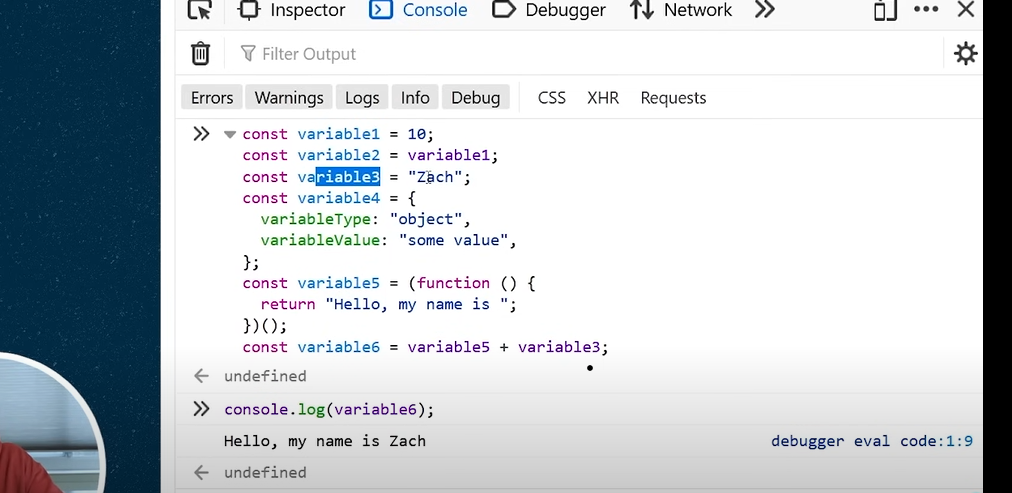 Inspector Console Debugger Network
Filter Output
Errors Warnings Logs Info Debug CSS XHR Requests
const variable1 = 10;
const variable2 = variable1;
const variable3 = "Zach";
const variable4 = {
variableType: "object",
variableValue: "some value",
};
const variable5 = (function () {
return "Hello, my name is ";
})();
const variable6 = variable5 + variable3;
undefined
console.log(variable6);
Hello, my name is Zach debugger eval code:1:9
undefined